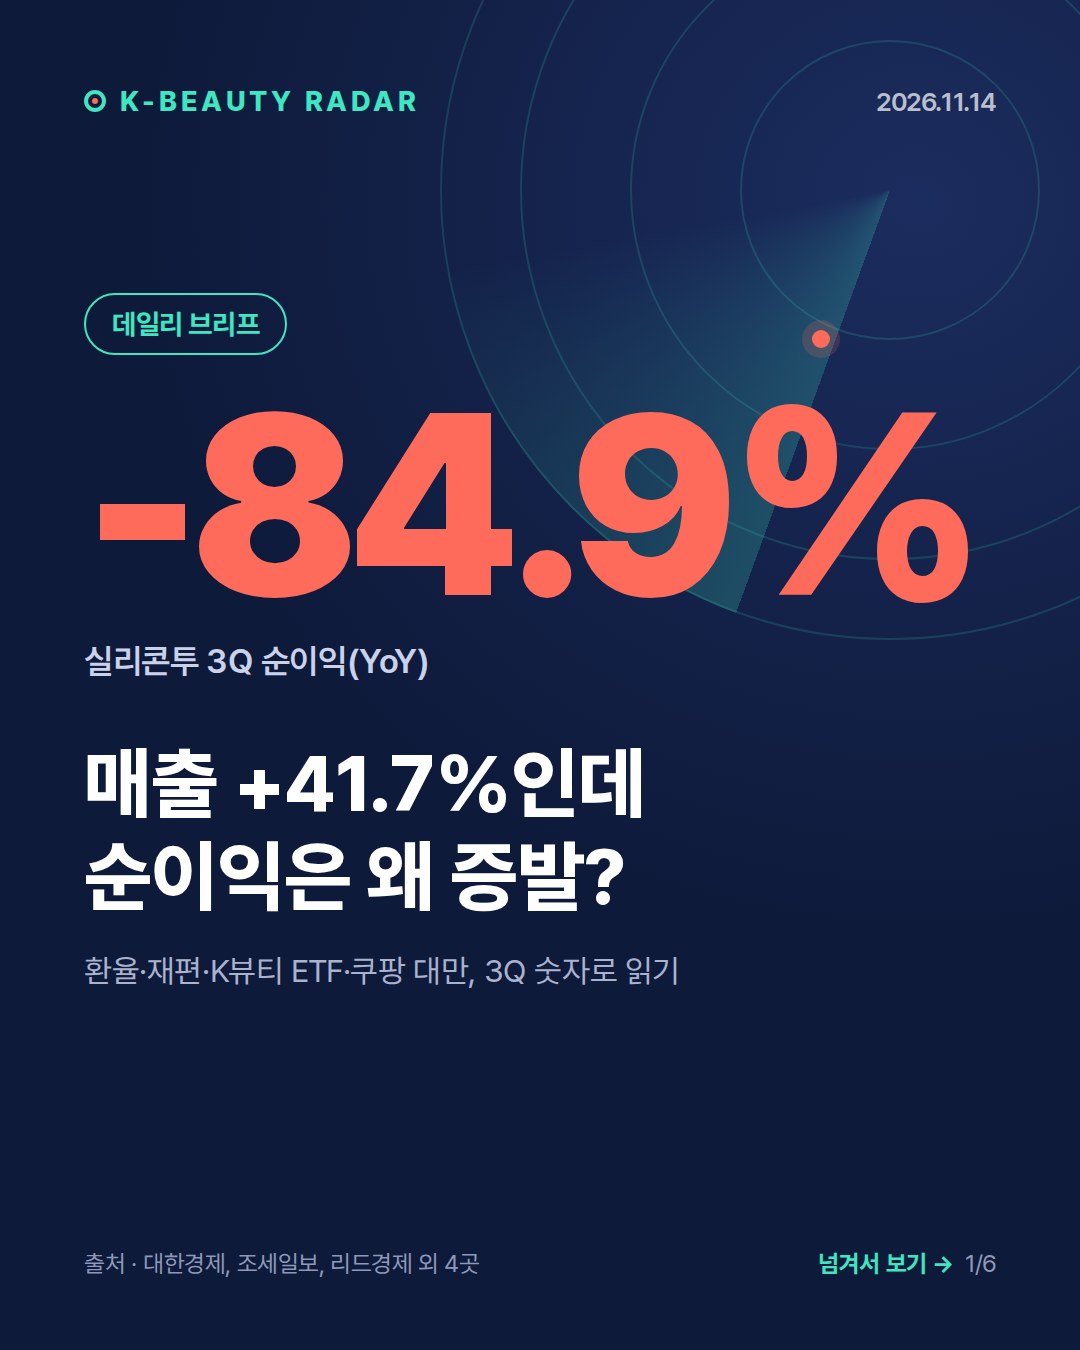 K-BEAUTY RADAR
2026.11.14
데일리 브리프
-84.9%
실리콘투 3Q 순이익(YoY)
매출 +41.7%인데
순이익은 왜 증발?
환율·재편·K뷰티 ETF·쿠팡 대만, 3Q 숫자로 읽기
출처 · 대한경제, 조세일보, 리드경제 외 4곳
넘겨서 보기 → 1/6